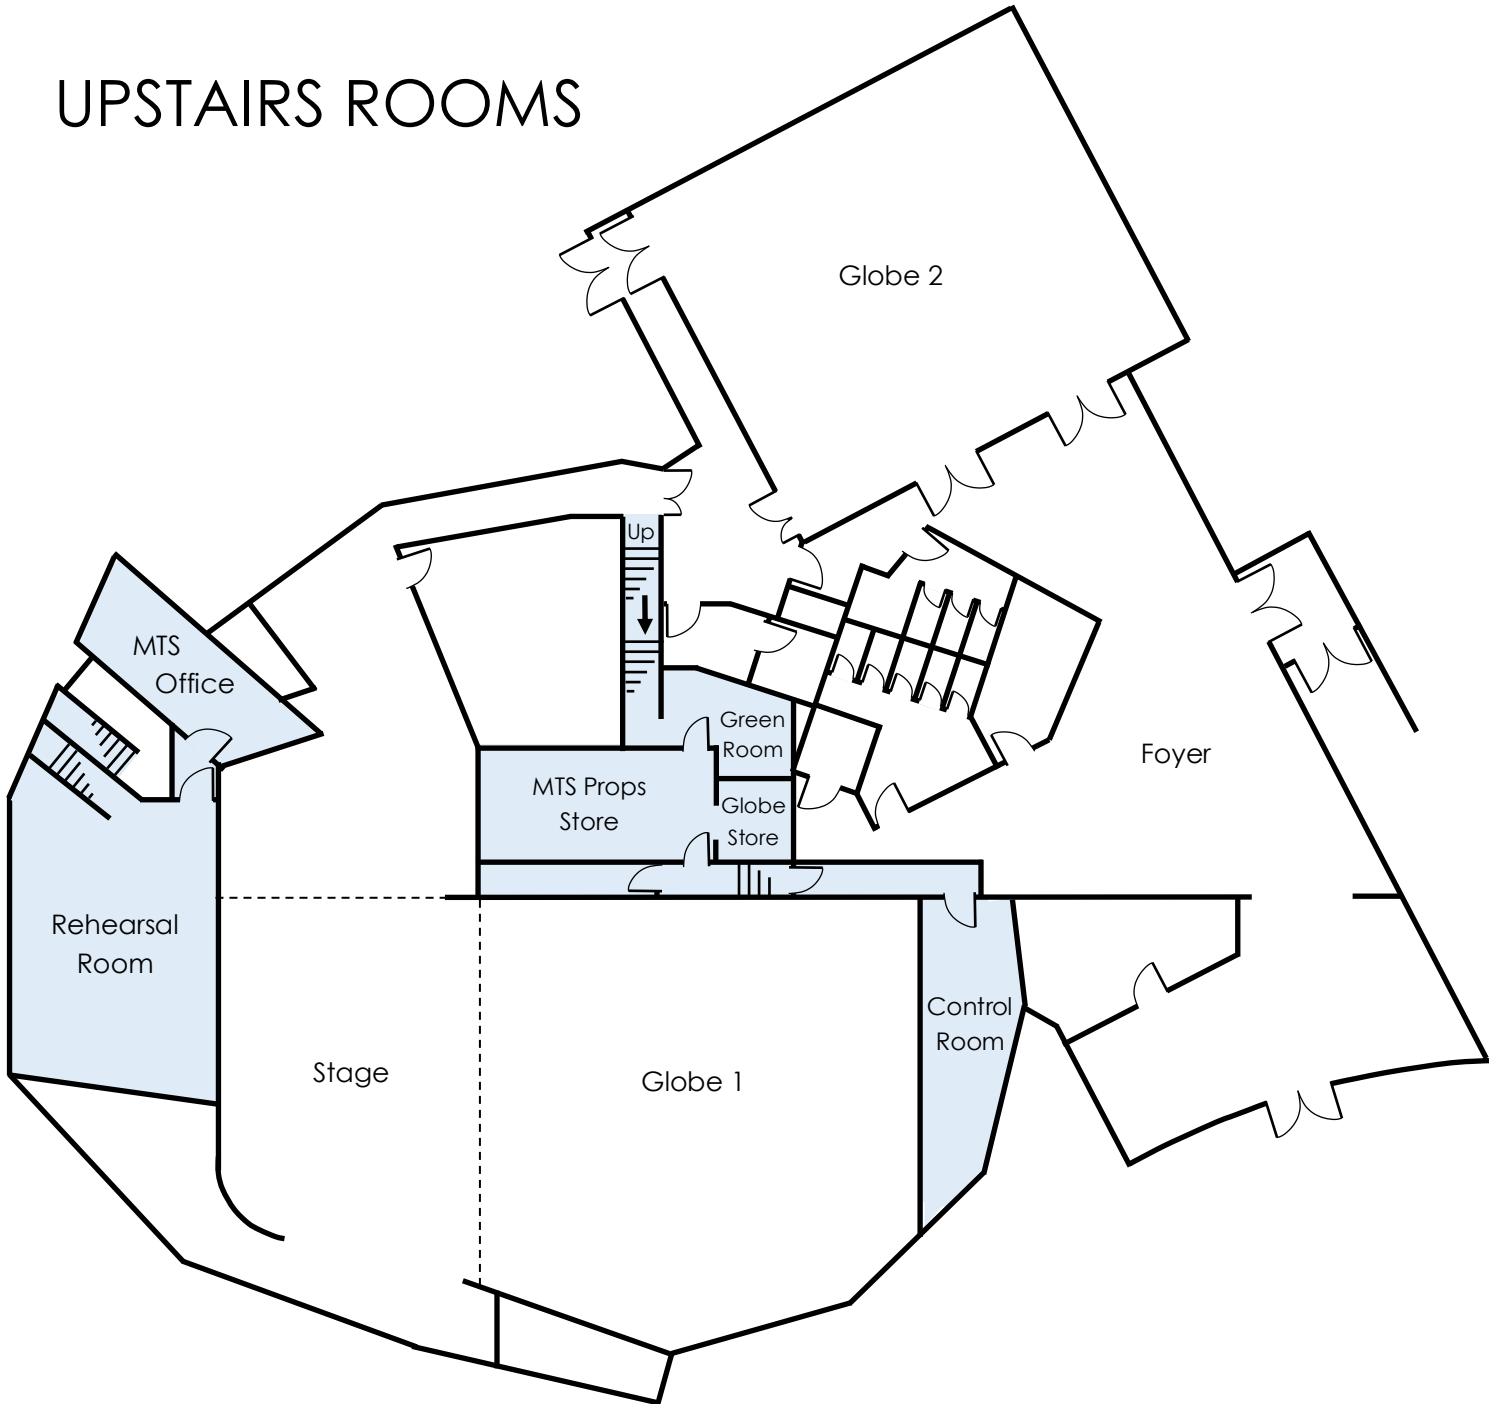 UPSTAIRS ROOMS
Globe 2
Up
MTS
Office
Green
Room
Foyer
MTS Props
Store
Globe
Store
Rehearsal
Room
Control
Room
Stage
Globe 1